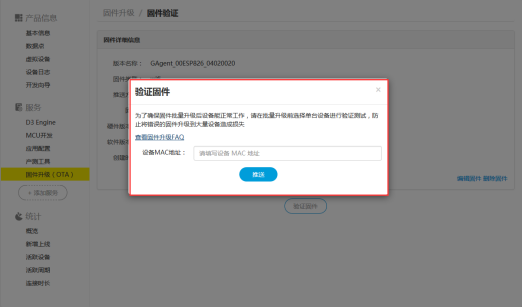 产品信息
基本信息
数据点
虚拟设备
设备日志
开发向导
服务
D3 Engine
MCU开发
应用配置
产测工具
固件升级（OTA）
+ 增加服务
统计
概览
新增上线
活跃设备
活跃周期
连接时长
固件升级 / 固件验证
固件详细信息
版本名称： GAgent_00ESP826_04020020
验证固件 ×
为了确保固件批量升级后设备能正常工作，请在批量升级前选择单台设备进行验证测试，防
止将错误的固件升级到大量设备造成损失
查看固件升级FAQ
设备MAC地址： 请填写设备 MAC 地址
推送
编辑固件 删除固件
验证固件